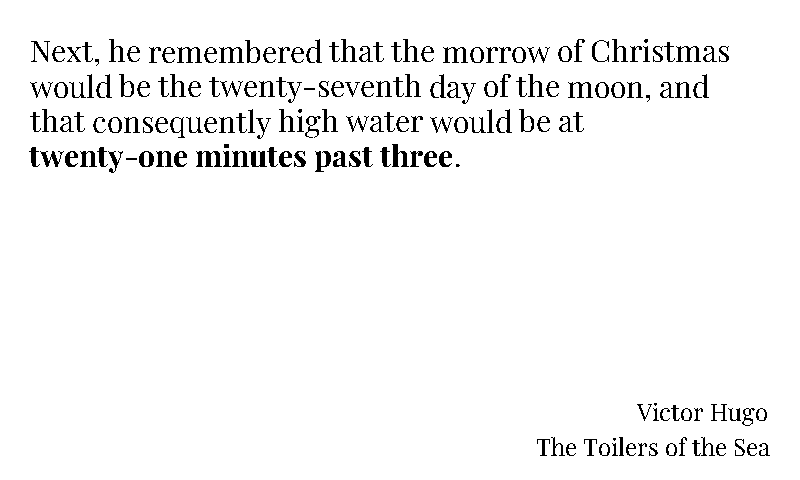 Next, he remembered that the morrow of Christmas
would be the twenty-seventh day of the moon, and
that consequently high water would be at
twenty-one minutes past three.
Victor Hugo
The Toilers of the Sea